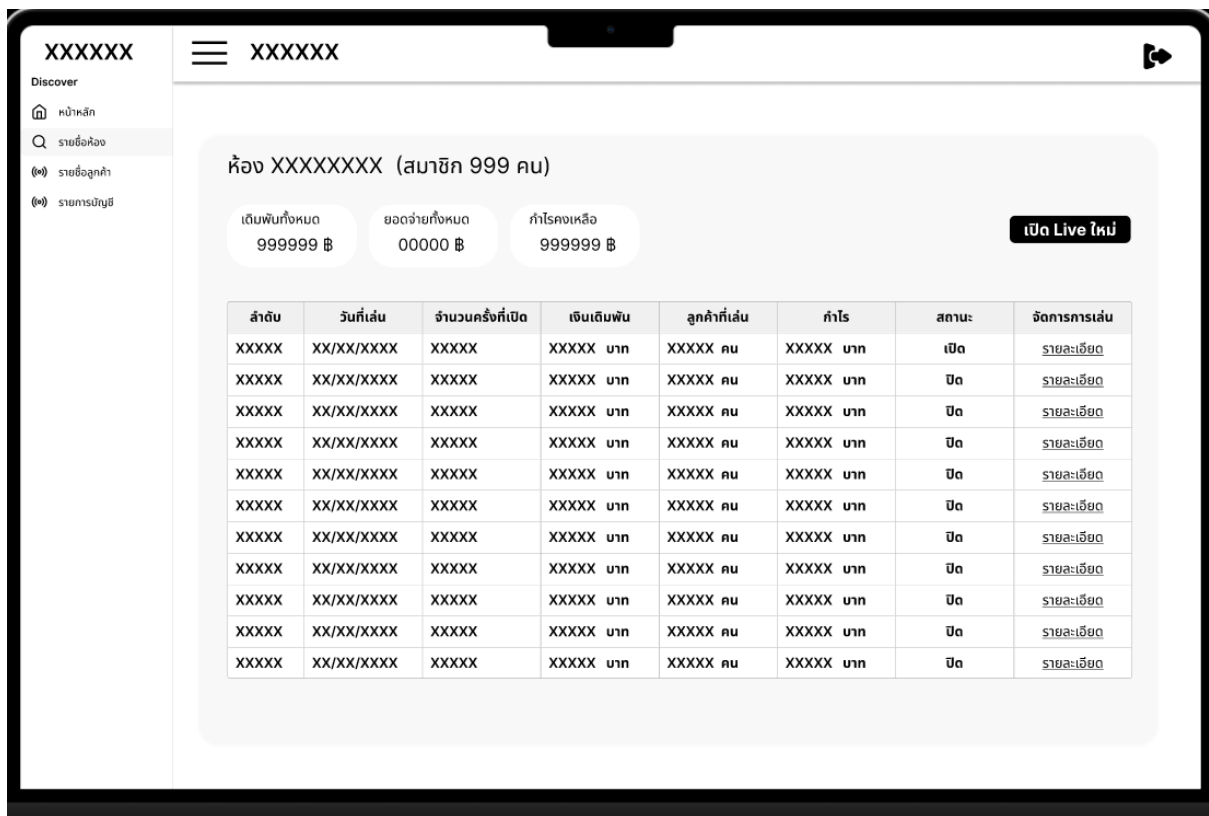 XXXXXX
XXXXXX
Discover
หน้าหลัก
รายชื่อห้อง
รายชื่อลูกค้า
รายการบัญชี
ห้อง XXXXXXXX (สมาชิก 999 คน)
เดิมพันทั้งหมด ยอดจ่ายทั้งหมด กำไรคงเหลือ
999999 ฿ 00000 ฿ 999999 ฿
เปิด Live ใหม่
ลำดับ วันที่เล่น จำนวนครั้งที่เปิด เงินเดิมพัน ลูกค้าที่เล่น กำไร สถานะ จัดการการเล่น
XXXXX XX/XX/XXXX XXXXX XXXXX บาท XXXXX คน XXXXX บาท เปิด รายละเอียด
XXXXX XX/XX/XXXX XXXXX XXXXX บาท XXXXX คน XXXXX บาท ปิด รายละเอียด
XXXXX XX/XX/XXXX XXXXX XXXXX บาท XXXXX คน XXXXX บาท ปิด รายละเอียด
XXXXX XX/XX/XXXX XXXXX XXXXX บาท XXXXX คน XXXXX บาท ปิด รายละเอียด
XXXXX XX/XX/XXXX XXXXX XXXXX บาท XXXXX คน XXXXX บาท ปิด รายละเอียด
XXXXX XX/XX/XXXX XXXXX XXXXX บาท XXXXX คน XXXXX บาท ปิด รายละเอียด
XXXXX XX/XX/XXXX XXXXX XXXXX บาท XXXXX คน XXXXX บาท ปิด รายละเอียด
XXXXX XX/XX/XXXX XXXXX XXXXX บาท XXXXX คน XXXXX บาท ปิด รายละเอียด
XXXXX XX/XX/XXXX XXXXX XXXXX บาท XXXXX คน XXXXX บาท ปิด รายละเอียด
XXXXX XX/XX/XXXX XXXXX XXXXX บาท XXXXX คน XXXXX บาท ปิด รายละเอียด
XXXXX XX/XX/XXXX XXXXX XXXXX บาท XXXXX คน XXXXX บาท ปิด รายละเอียด